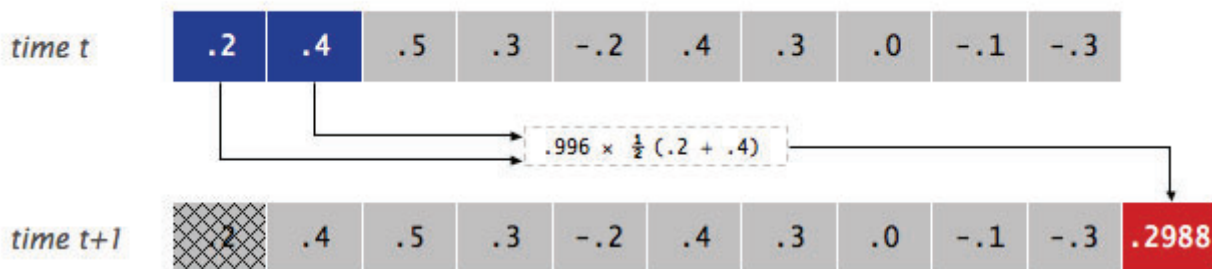 time t .2 .4 .5 .3 -.2 .4 .3 .0 -.1 -.3
.996 × ½ (.2 + .4)
time t+1 .2 .4 .5 .3 -.2 .4 .3 .0 -.1 -.3 .2988